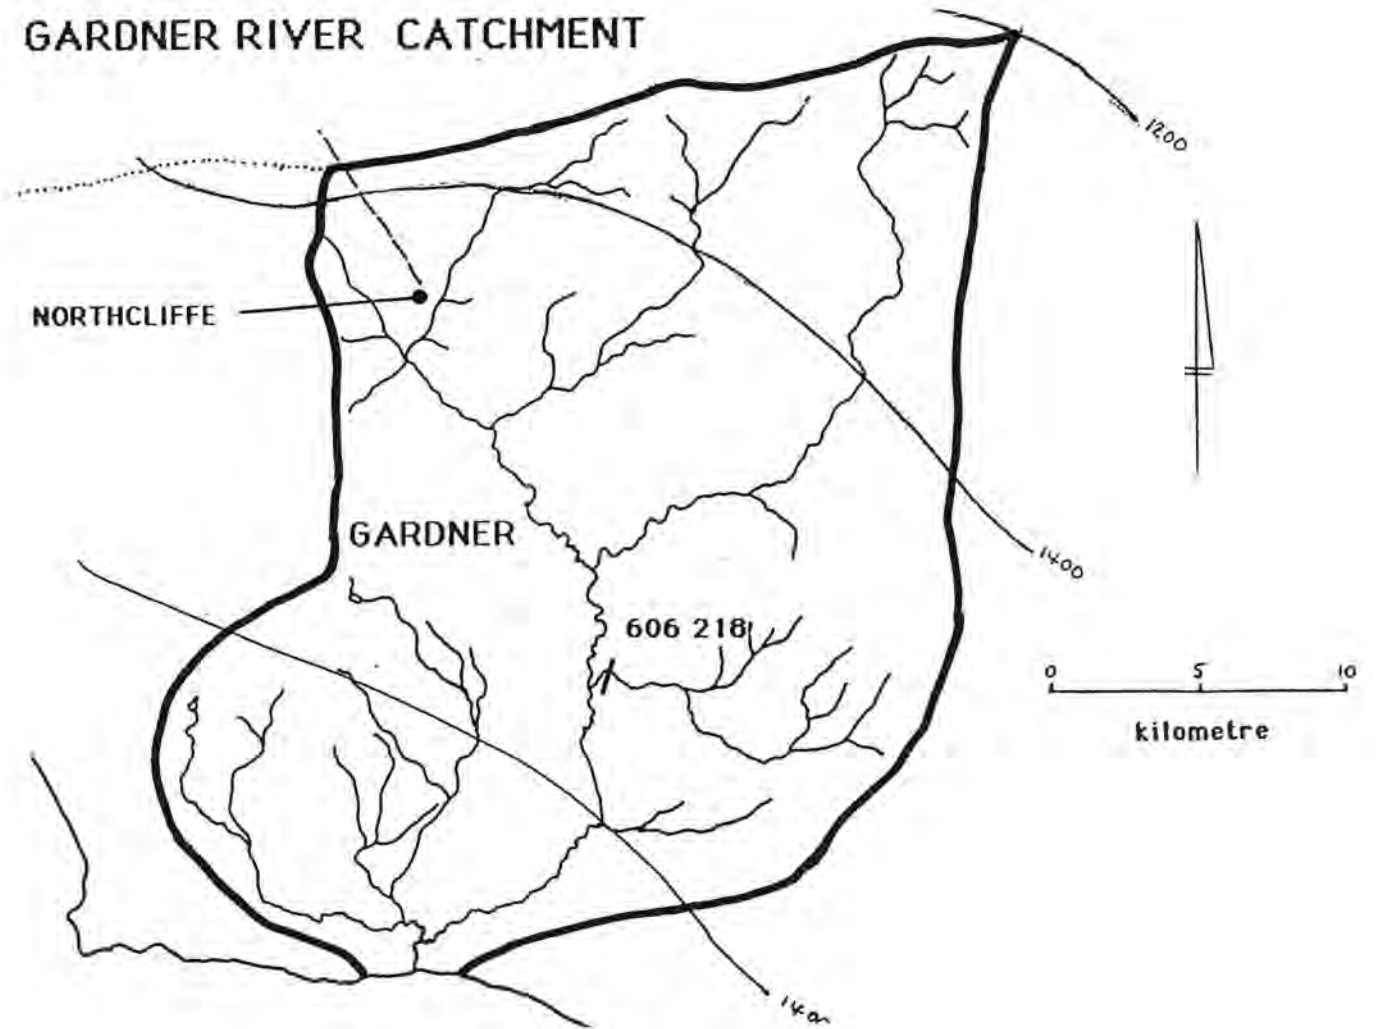 GARDNER RIVER CATCHMENT
1200
NORTHCLIFFE
GARDNER
1400
606 218
0 5 10
kilometre